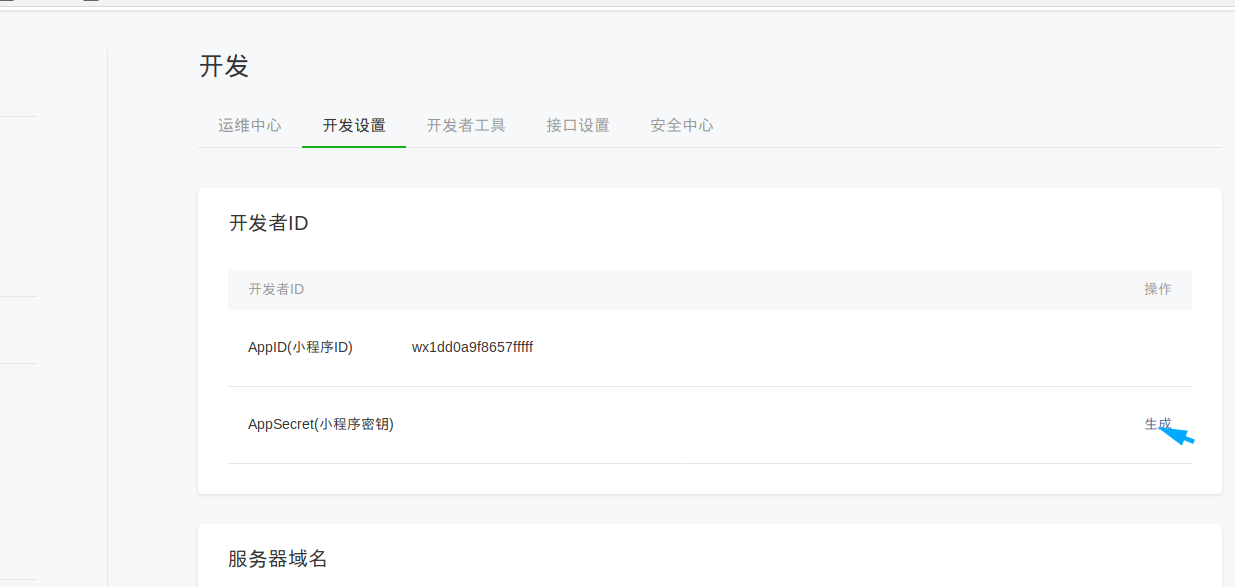 开发
运维中心 开发设置 开发者工具 接口设置 安全中心
开发者ID
开发者ID 操作
AppID(小程序ID) wx1dd0a9f8657fffff
AppSecret(小程序密钥) 生成
服务器域名